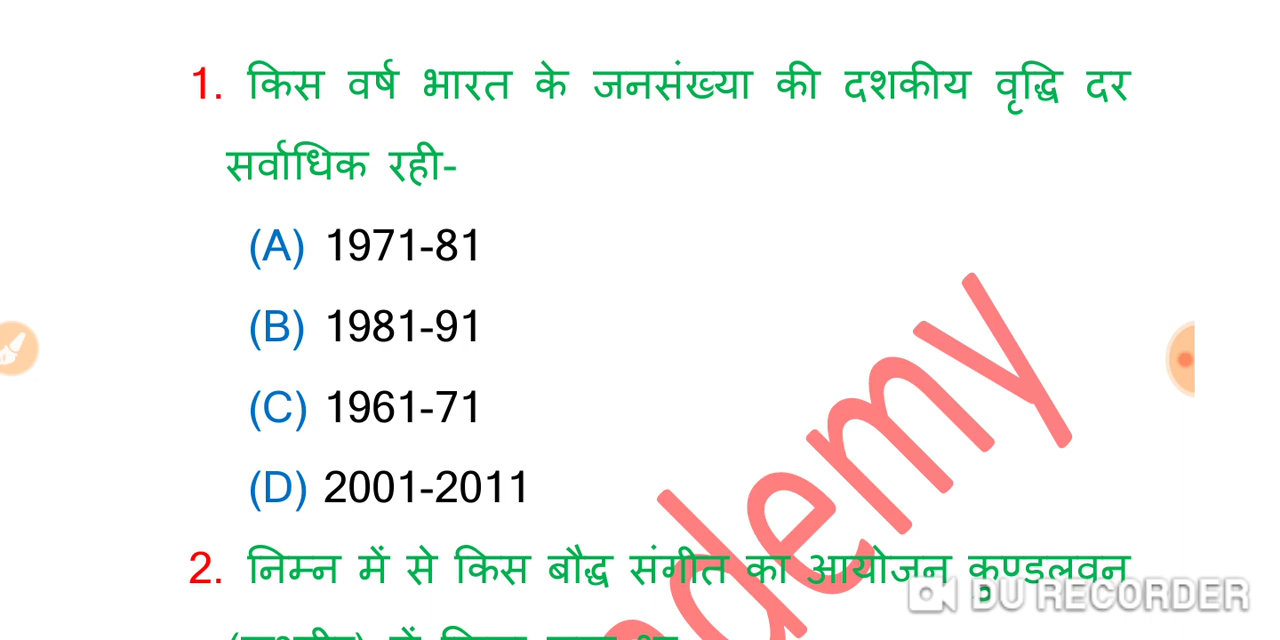 1. किस वर्ष भारत के जनसंख्या की दशकीय वृद्धि दर
सर्वाधिक रही-
(A) 1971-81
(B) 1981-91
(C) 1961-71
(D) 2001-2011
2. निम्न में से किस बौद्ध संगीत का आयोजन कुण्डलवन
demy
DU RECORDER